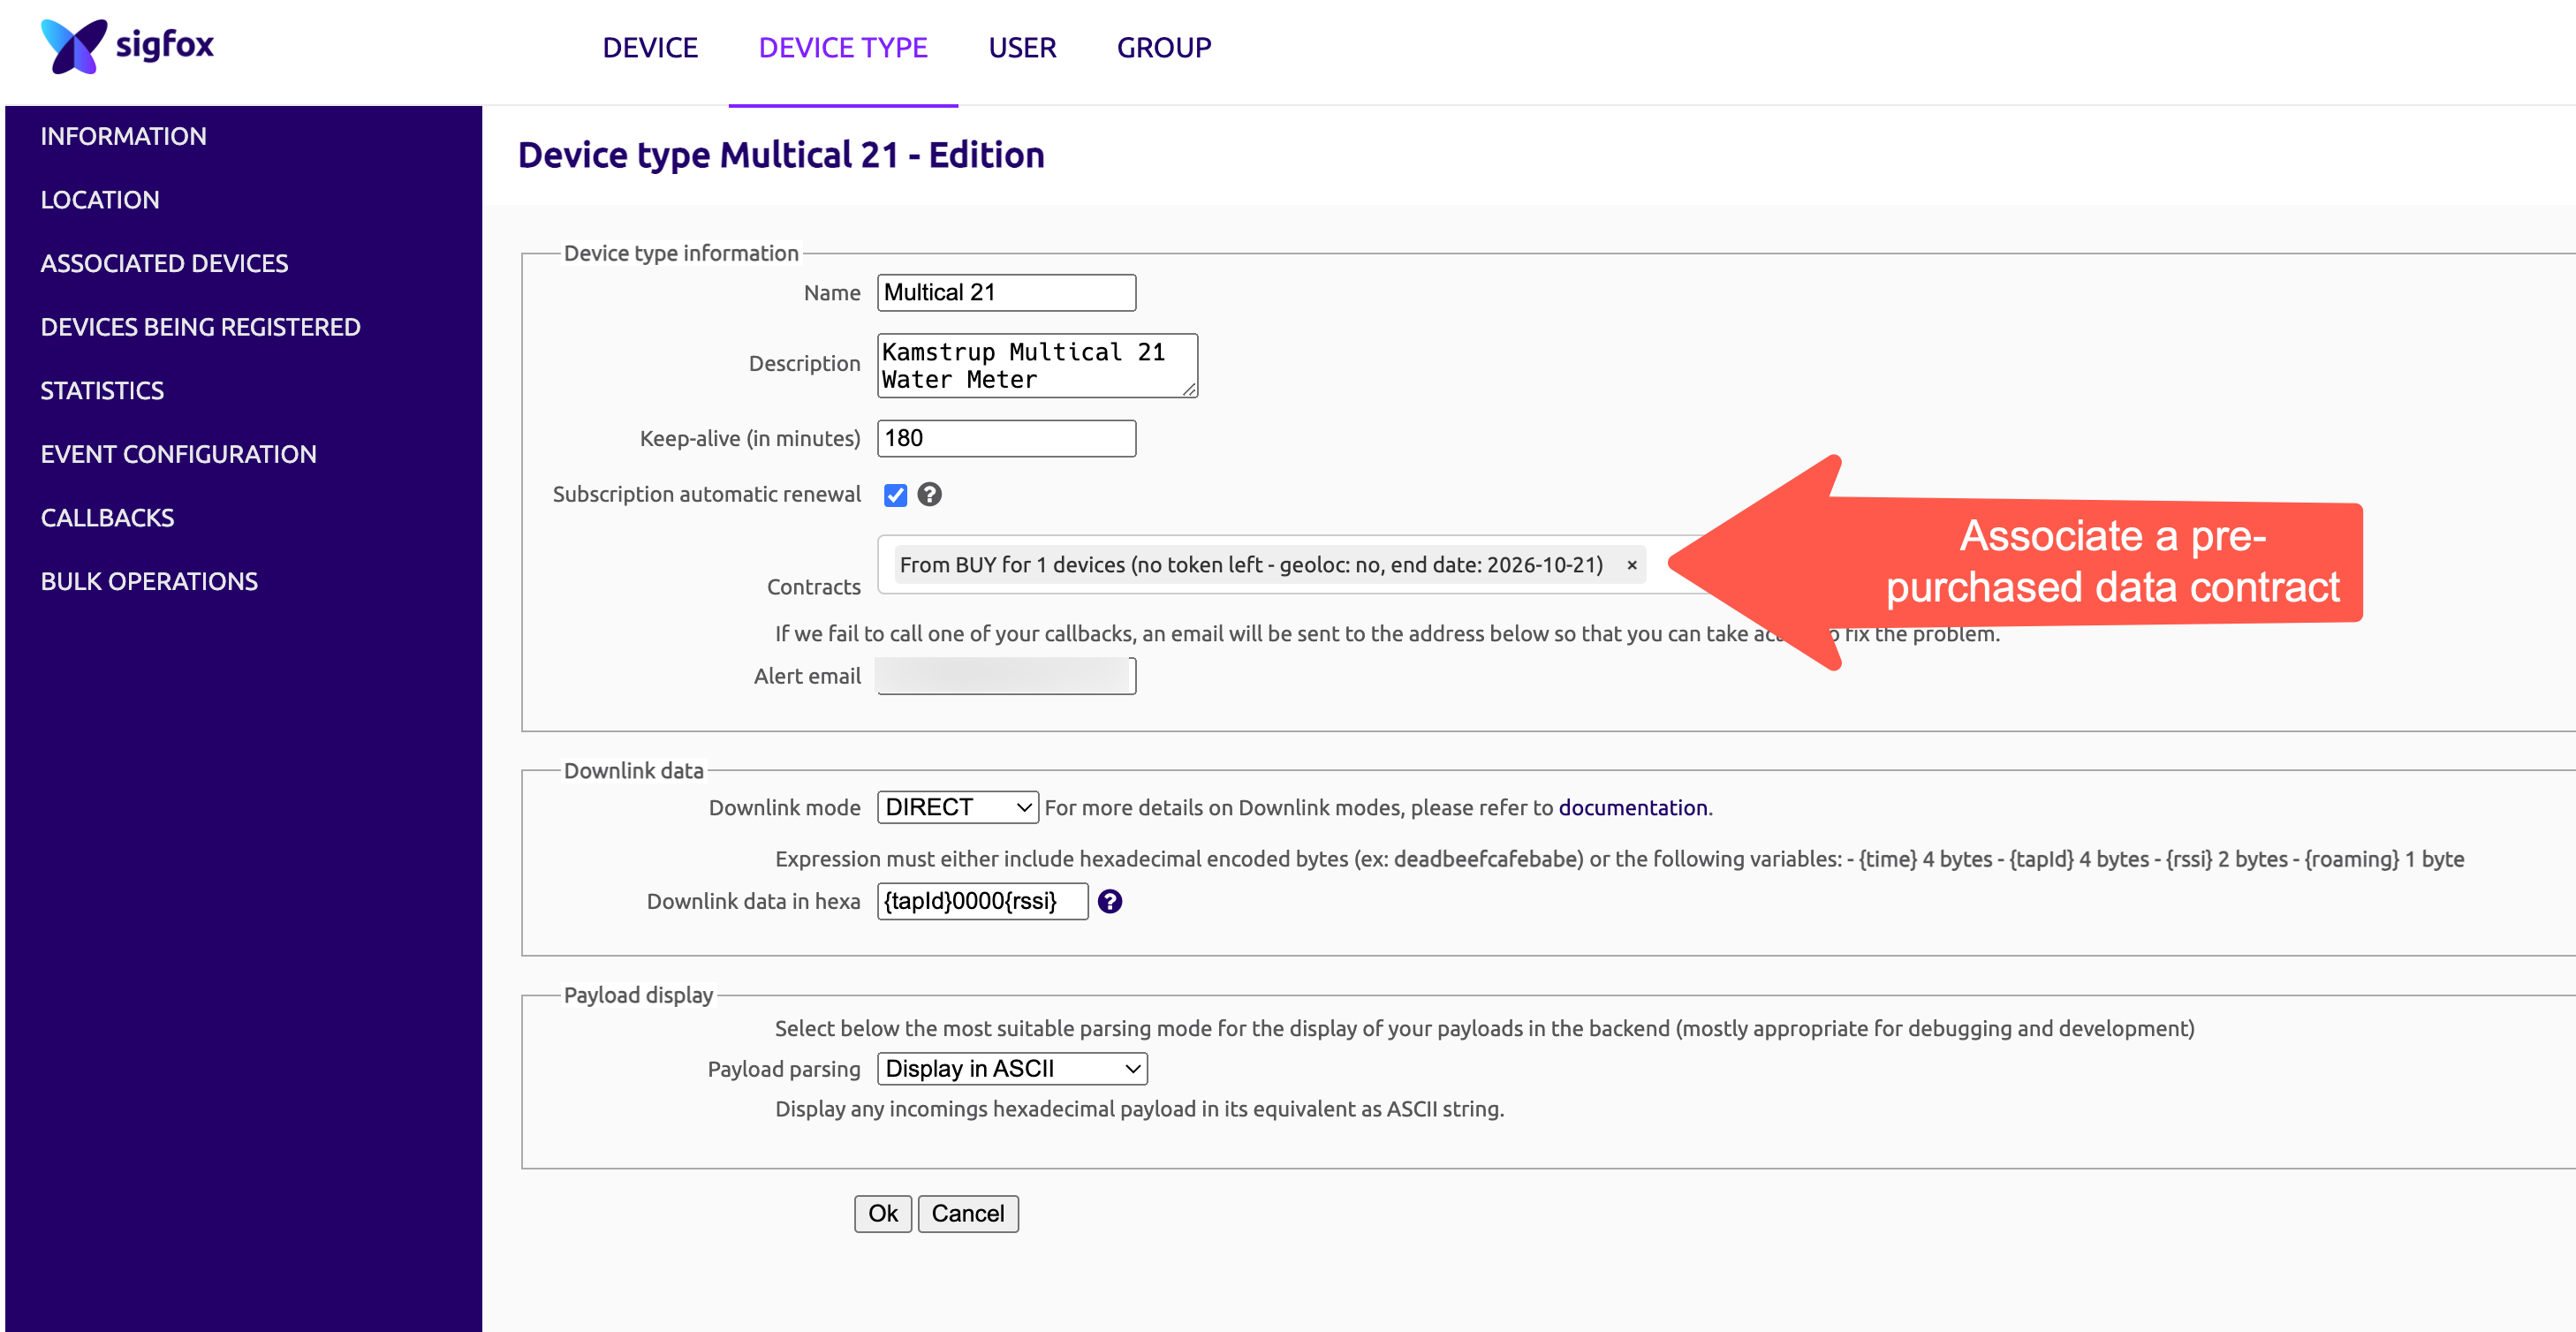 sigfox
DEVICE DEVICE TYPE USER GROUP
INFORMATION
LOCATION
ASSOCIATED DEVICES
DEVICES BEING REGISTERED
STATISTICS
EVENT CONFIGURATION
CALLBACKS
BULK OPERATIONS
Device type Multical 21 - Edition
Device type information
Name Multical 21
Description Kamstrup Multical 21
Water Meter
Keep-alive (in minutes) 180
Subscription automatic renewal ?
Contracts From BUY for 1 devices (no token left - geoloc: no, end date: 2026-10-21) ×
Associate a pre-
purchased data contract
If we fail to call one of your callbacks, an email will be sent to the address below so that you can take fix the problem.
Alert email
Downlink data
Downlink mode DIRECT For more details on Downlink modes, please refer to documentation.
Expression must either include hexadecimal encoded bytes (ex: deadbeefcafebabe) or the following variables: - {time} 4 bytes - {tapId} 4 bytes - {rssi} 2 bytes - {roaming} 1 byte
Downlink data in hexa {tapId}0000{rssi} ?
Payload display
Select below the most suitable parsing mode for the display of your payloads in the backend (mostly appropriate for debugging and development)
Payload parsing Display in ASCII
Display any incomings hexadecimal payload in its equivalent as ASCII string.
Ok Cancel